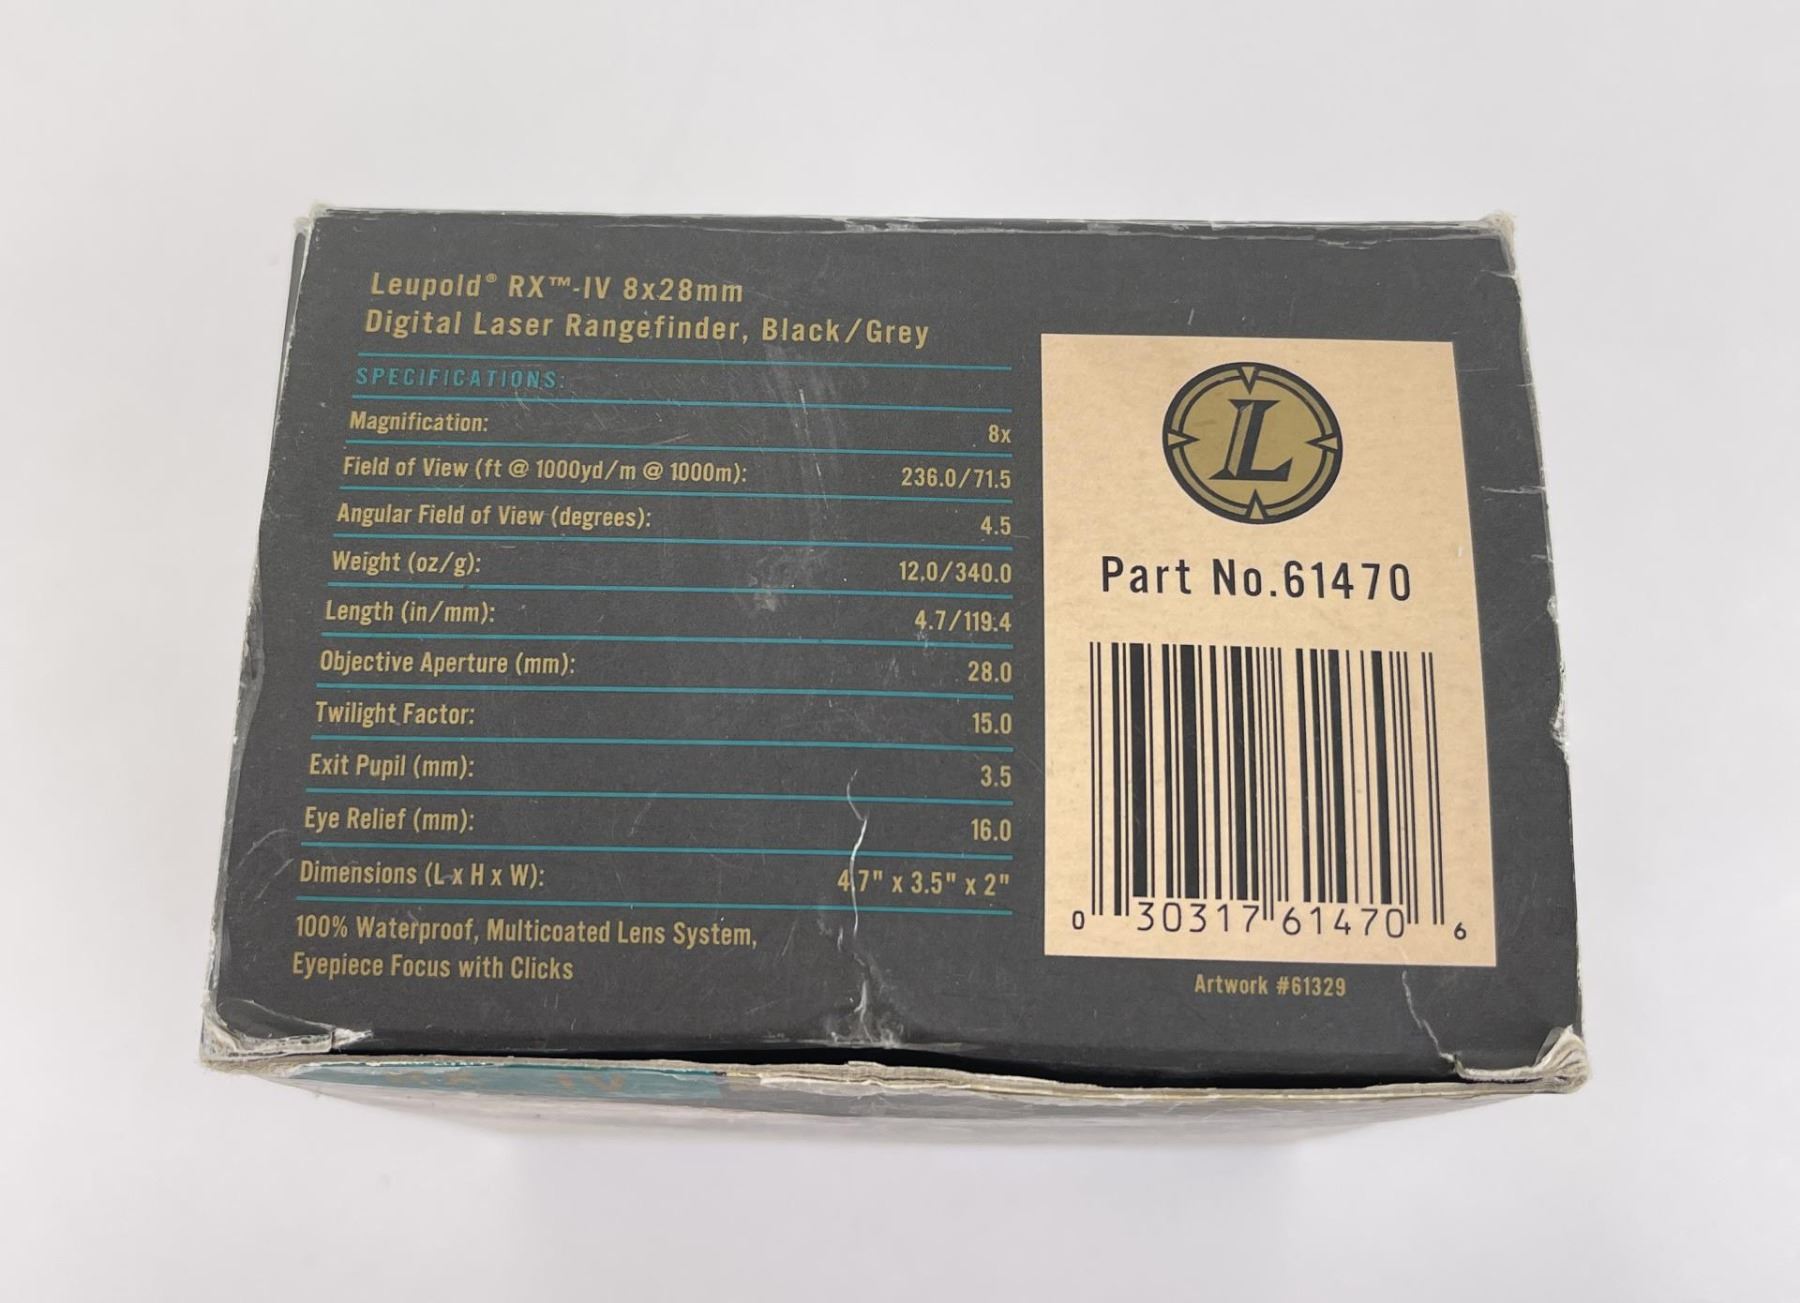 Leupold® RX™-IV 8x28mm
Digital Laser Rangefinder, Black/Grey
SPECIFICATIONS:
Magnification: 8x
Field of View (ft @ 1000yd/m @ 1000m): 236.0/71.5
Angular Field of View (degrees): 4.5
Weight (oz/g): 12.0/340.0
Length (in/mm): 4.7/119.4
Objective Aperture (mm): 28.0
Twilight Factor: 15.0
Exit Pupil (mm): 3.5
Eye Relief (mm): 16.0
Dimensions (L x H x W): 4.7" x 3.5" x 2"
100% Waterproof, Multicoated Lens System,
Eyepiece Focus with Clicks
L
Part No.61470
0 30317 61470 6
Artwork #61329
RX IV